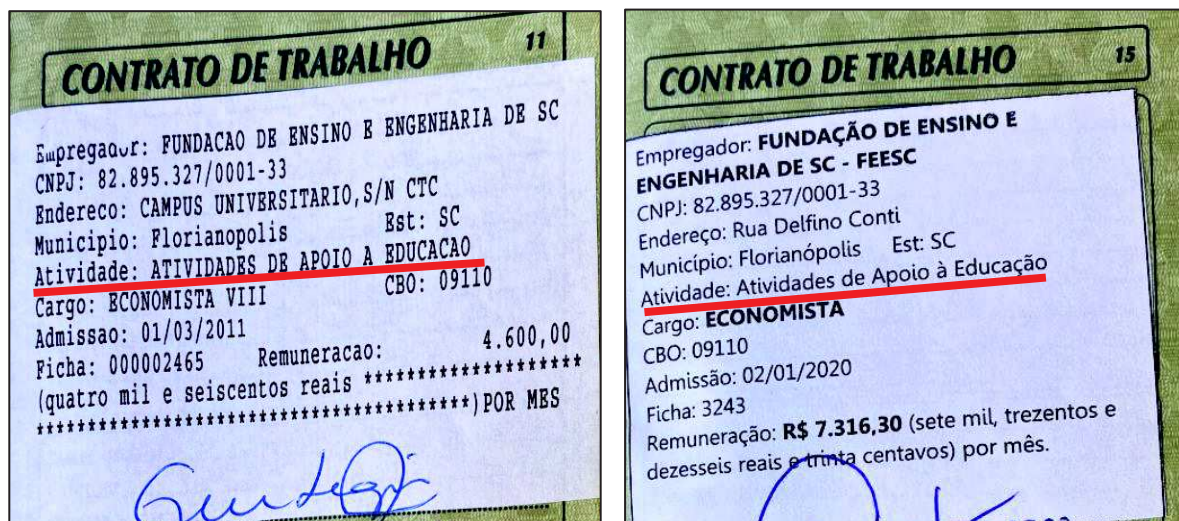 CONTRATO DE TRABALHO 11
Empregador: FUNDACAO DE ENSINO E ENGENHARIA DE SC
CNPJ: 82.895.327/0001-33
Endereco: CAMPUS UNIVERSITARIO,S/N CTC
Municipio: Florianopolis Est: SC
Atividade: ATIVIDADES DE APOIO A EDUCACAO
Cargo: ECONOMISTA VIII CBO: 09110
Admissao: 01/03/2011
Ficha: 000002465 Remuneracao: 4.600,00
(quatro mil e seiscentos reais *********************
******************************************)POR MES
CONTRATO DE TRABALHO 15
Empregador: FUNDAÇÃO DE ENSINO E
ENGENHARIA DE SC - FEESC
CNPJ: 82.895.327/0001-33
Endereço: Rua Delfino Conti
Município: Florianópolis Est: SC
Atividade: Atividades de Apoio à Educação
Cargo: ECONOMISTA
CBO: 09110
Admissão: 02/01/2020
Ficha: 3243
Remuneração: R$ 7.316,30 (sete mil, trezentos e
dezesseis reais e trinta centavos) por mês.